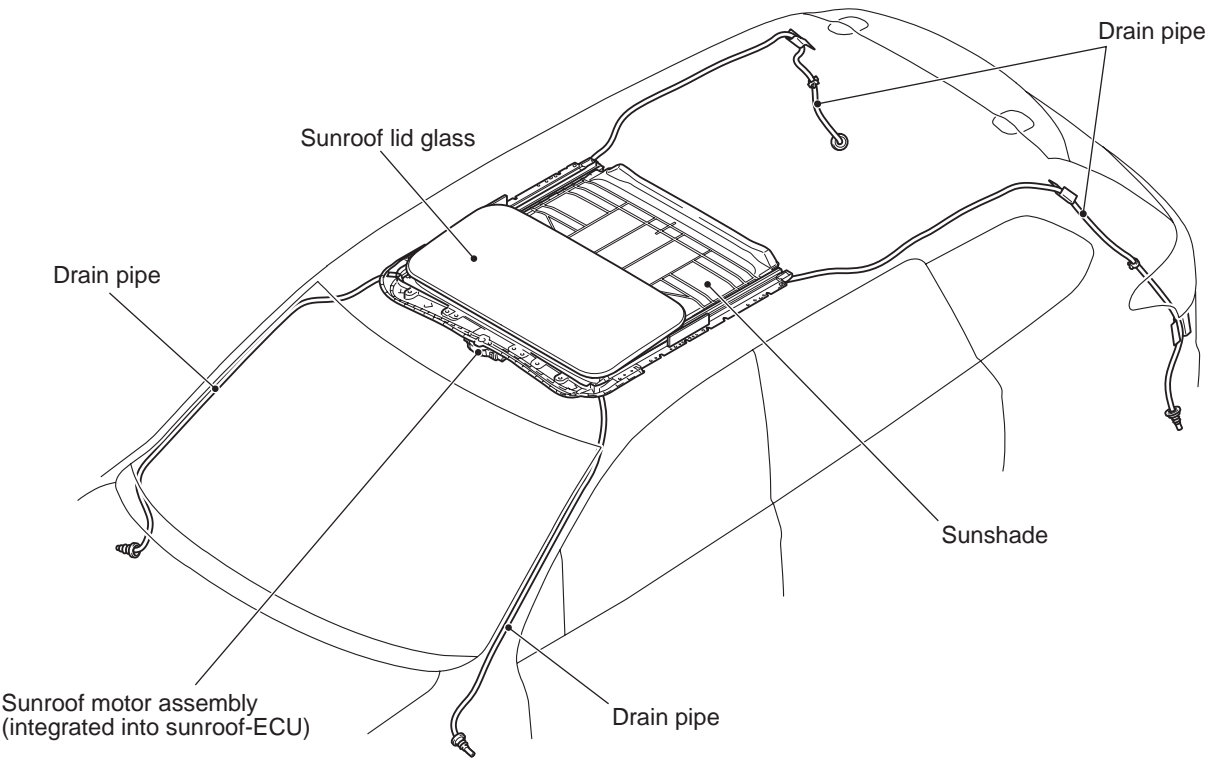 Drain pipe
Sunroof lid glass
Drain pipe
Sunshade
Sunroof motor assembly
(integrated into sunroof-ECU)
Drain pipe